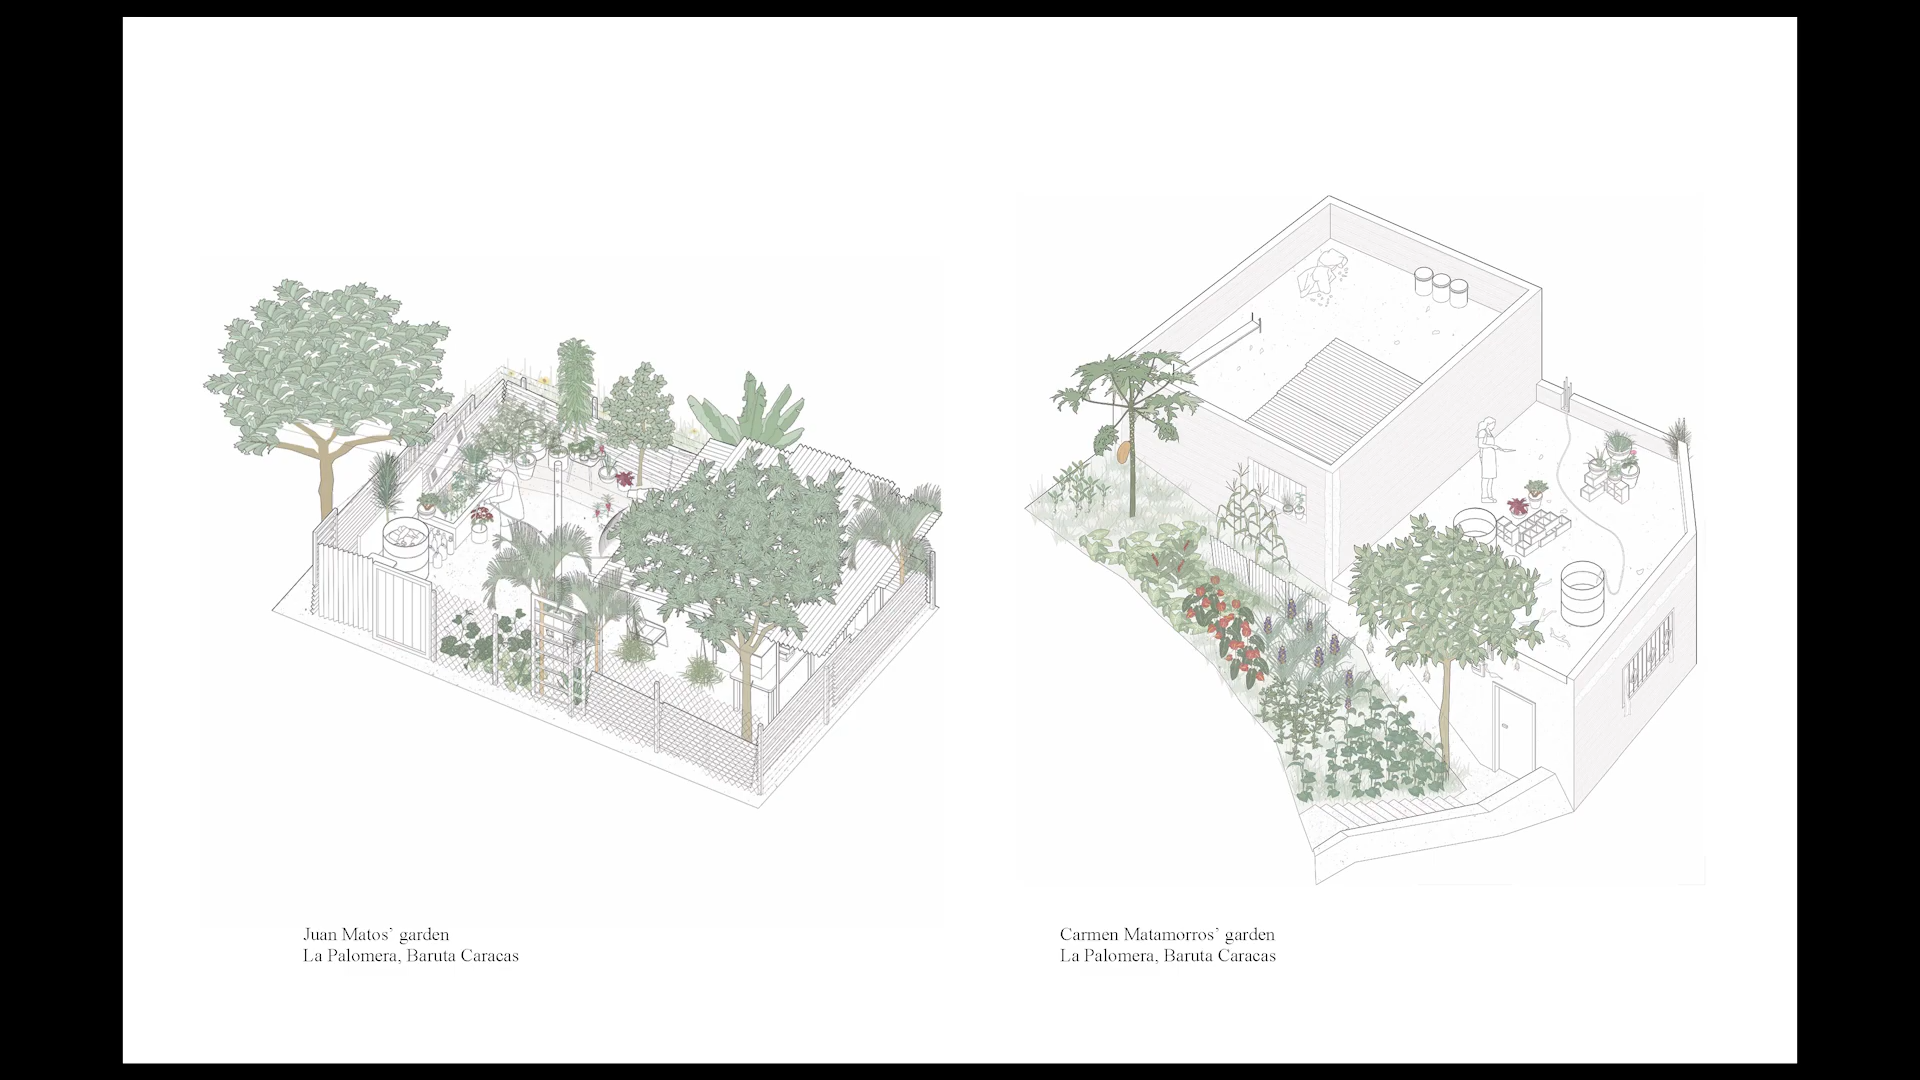 Juan Matos’ garden
La Palomera, Baruta Caracas
Carmen Matamorros’ garden
La Palomera, Baruta Caracas